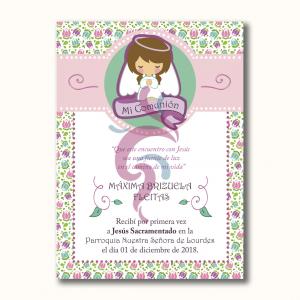 Mi Comunión
"Que este encuentro con Jesús
sea una fuente de luz
en el camino de mi vida"
MÁXIMA BRIZUELA
FLEITAS
Recibí por primera vez
a Jesús Sacramentado en la
Parroquia Nuestra Señora de Lourdes
el día 01 de diciembre de 2018.